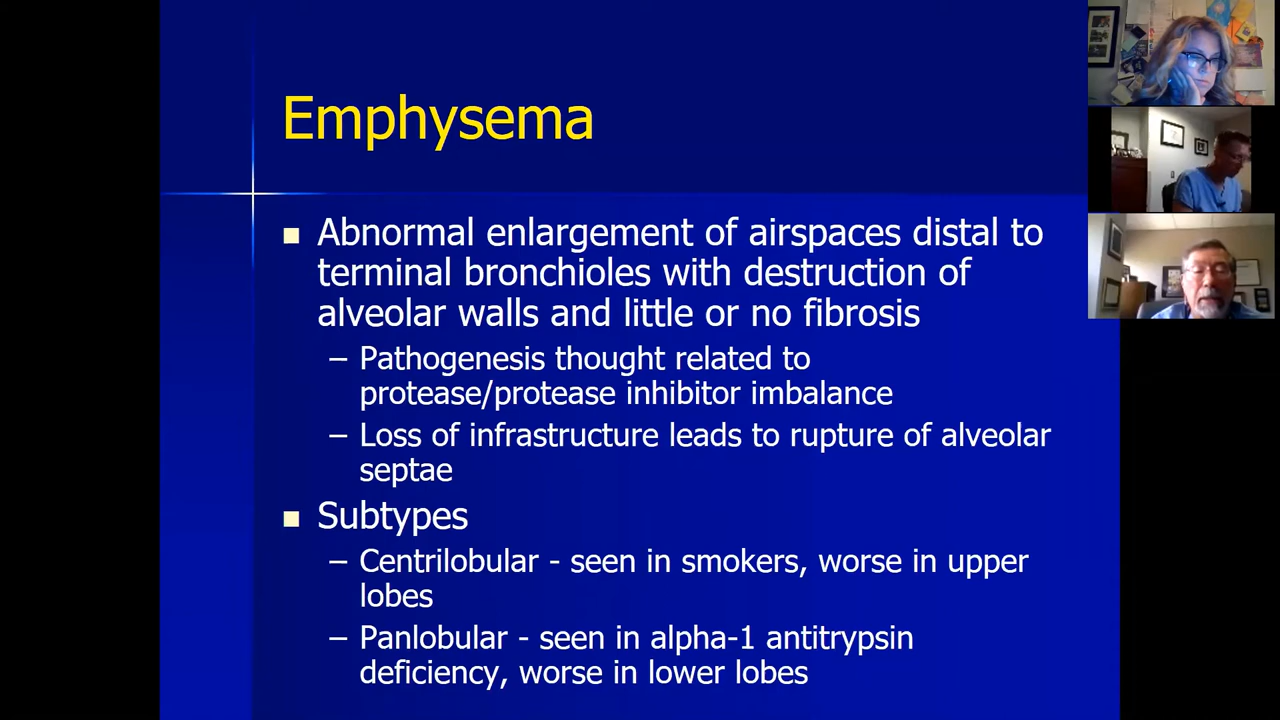 Emphysema
Abnormal enlargement of airspaces distal to
terminal bronchioles with destruction of
alveolar walls and little or no fibrosis
– Pathogenesis thought related to
protease/protease inhibitor imbalance
– Loss of infrastructure leads to rupture of alveolar
septae
Subtypes
– Centrilobular - seen in smokers, worse in upper
lobes
– Panlobular - seen in alpha-1 antitrypsin
deficiency, worse in lower lobes